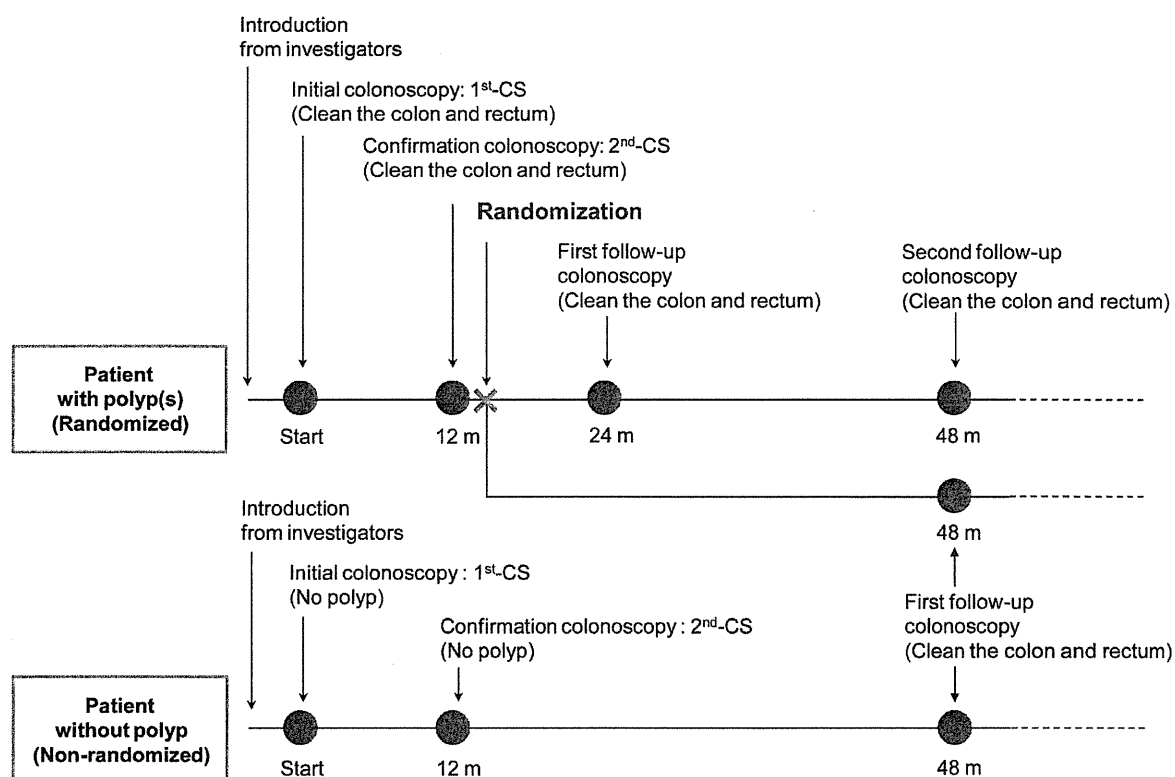 Introduction
from investigators
Initial colonoscopy: 1st-CS
(Clean the colon and rectum)
Confirmation colonoscopy: 2nd-CS
(Clean the colon and rectum)
Randomization
First follow-up
colonoscopy
(Clean the colon and rectum)
Second follow-up
colonoscopy
(Clean the colon and rectum)
Patient
with polyp(s)
(Randomized)
Start
12 m
24 m
48 m
48 m
Introduction
from investigators
Initial colonoscopy : 1st-CS
(No polyp)
Confirmation colonoscopy : 2nd-CS
(No polyp)
First follow-up
colonoscopy
(Clean the colon and rectum)
Patient
without polyp
(Non-randomized)
Start
12 m
48 m